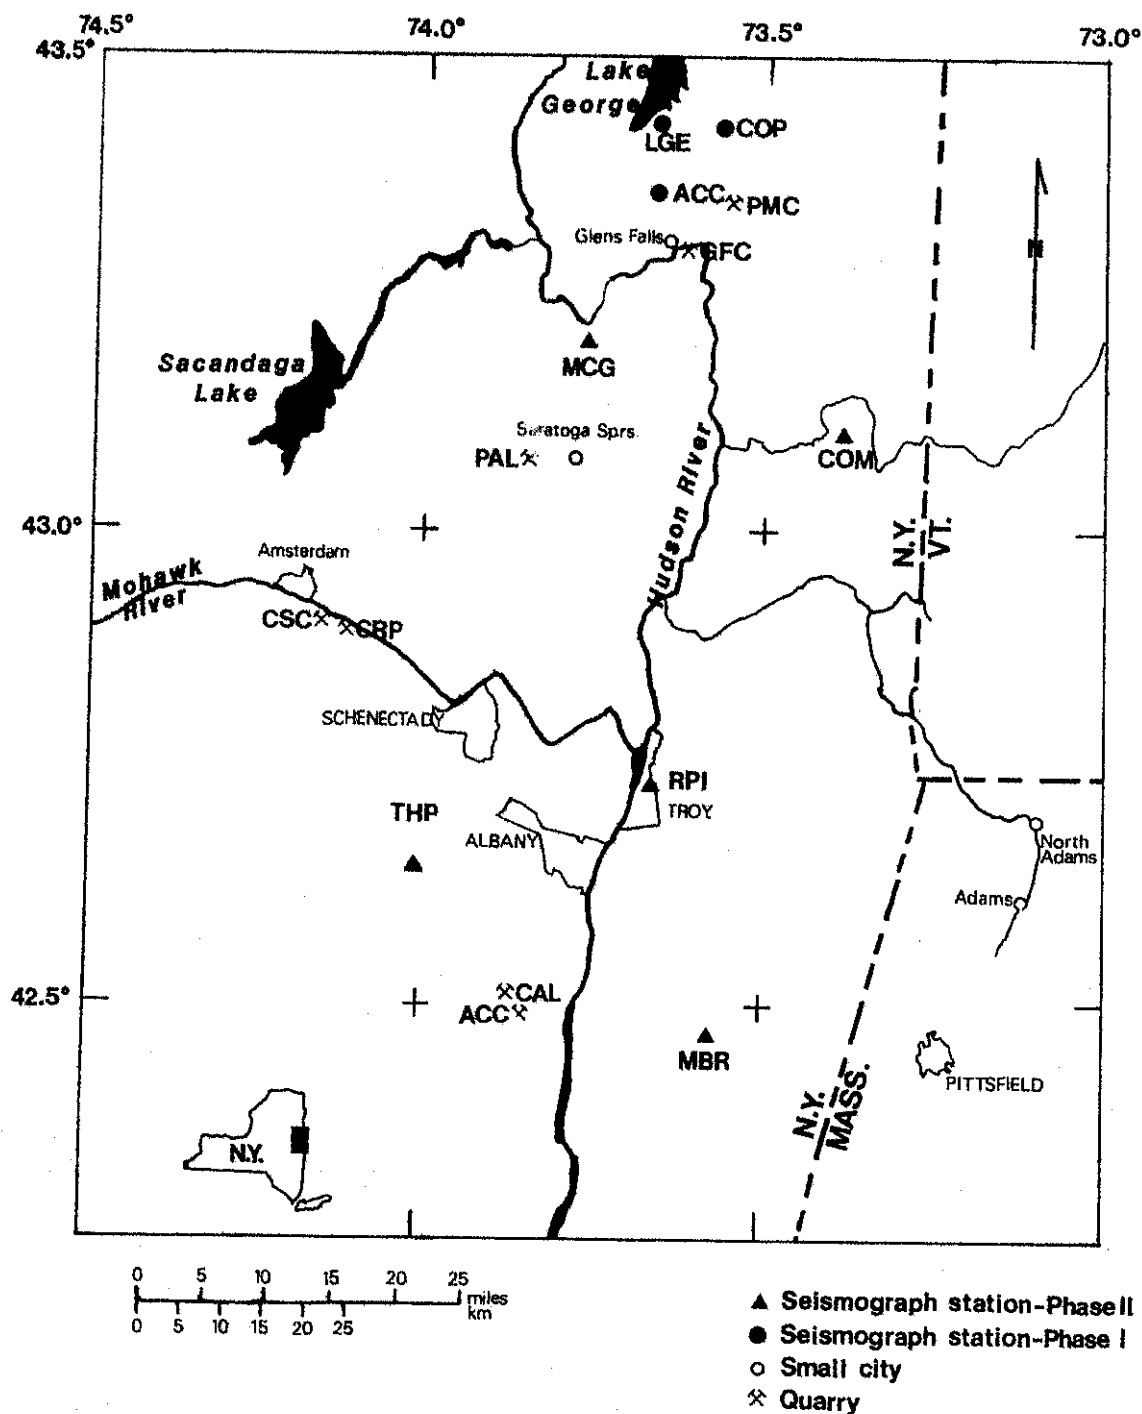 74.5°
74.0°
73.5°
73.0°
43.5°
Lake
George
LGE
COP
ACC
PMC
Glens Falls
GFC
N
Sacandaga
Lake
MCG
Saratoga Sprs.
PAL
COM
Hudson River
43.0°
N.Y.
VT.
Amsterdam
Mohawk
River
CSC
CRP
SCHENECTADY
RPI
TROY
THP
ALBANY
North
Adams
Adams
42.5°
CAL
ACC
MBR
PITTSFIELD
N.Y.
MASS.
N.Y.
0 5 10 15 20 25
miles
km
0 5 10 15 20 25
Seismograph station-Phase II
Seismograph station-Phase I
Small city
Quarry